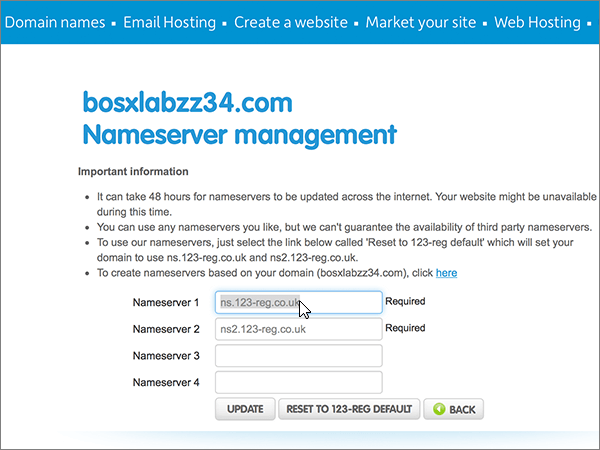 Domain names ▪ Email Hosting ▪ Create a website ▪ Market your site ▪ Web Hosting ▪
bosxlabzz34.com
Nameserver management
Important information
• It can take 48 hours for nameservers to be updated across the internet. Your website might be unavailable
during this time.
• You can use any nameservers you like, but we can't guarantee the availability of third party nameservers.
• To use our nameservers, just select the link below called 'Reset to 123-reg default' which will set your
domain to use ns.123-reg.co.uk and ns2.123-reg.co.uk.
• To create nameservers based on your domain (bosxlabzz34.com), click here
Nameserver 1 ns.123-reg.co.uk Required
Nameserver 2 ns2.123-reg.co.uk Required
Nameserver 3
Nameserver 4
UPDATE RESET TO 123-REG DEFAULT BACK